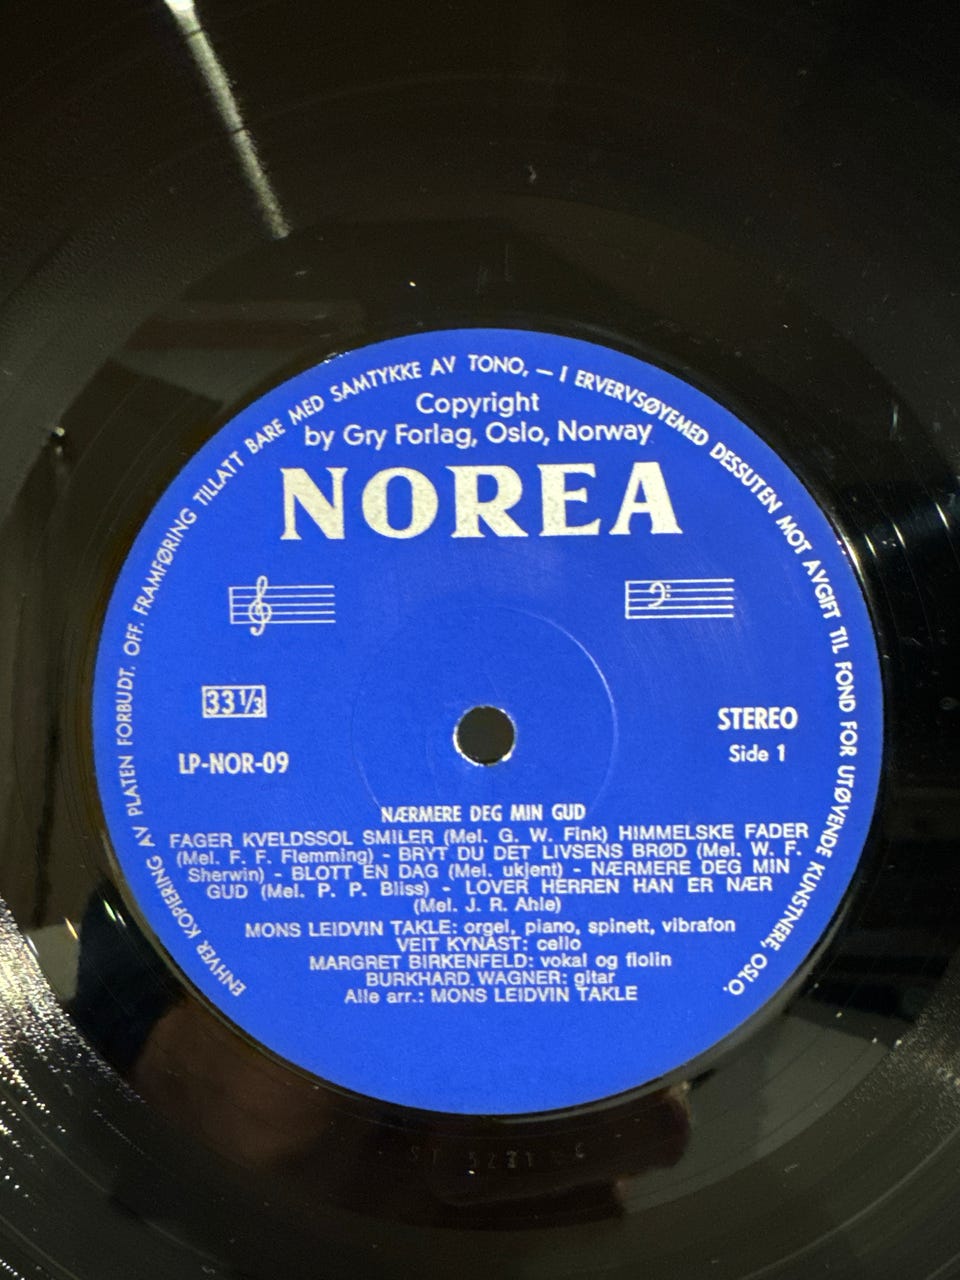 ENHVER KOPIERING AV PLATEN FORBUDT. OFF. FRAMFØRING TILLATT BARE MED SAMTYKKE AV TONO, — I ERVERVSØYEMED DESSUTEN MOT AVGIFT TIL FOND FOR UTØVENDE KUNSTNERE, OSLO.
Copyright
by Gry Forlag, Oslo, Norway
NOREA
33 1/3
STEREO
LP-NOR-09
Side 1
NÆRMERE DEG MIN GUD
FAGER KVELDSSOL SMILER (Mel. G. W. Fink) HIMMELSKE FADER
(Mel. F. F. Flemming) - BRYT DU DET LIVSENS BRØD (Mel. W. F.
Sherwin) - BLOTT EN DAG (Mel. ukjent) - NÆRMERE DEG MIN
GUD (Mel. P. P. Bliss) - LOVER HERREN HAN ER NÆR
(Mel. J. R. Ahle)
MONS LEIDVIN TAKLE: orgel, piano, spinett, vibrafon
VEIT KYNAST: cello
MARGRET BIRKENFELD: vokal og fiolin
BURKHARD WAGNER: gitar
Alle arr.: MONS LEIDVIN TAKLE